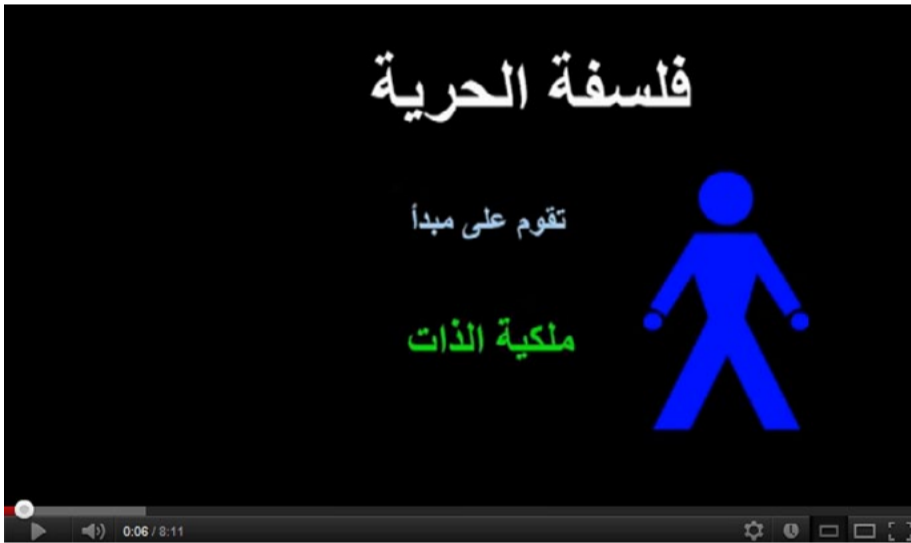 فلسفة الحرية
تقوم على مبدأ
ملكية الذات
0:06 / 8:11